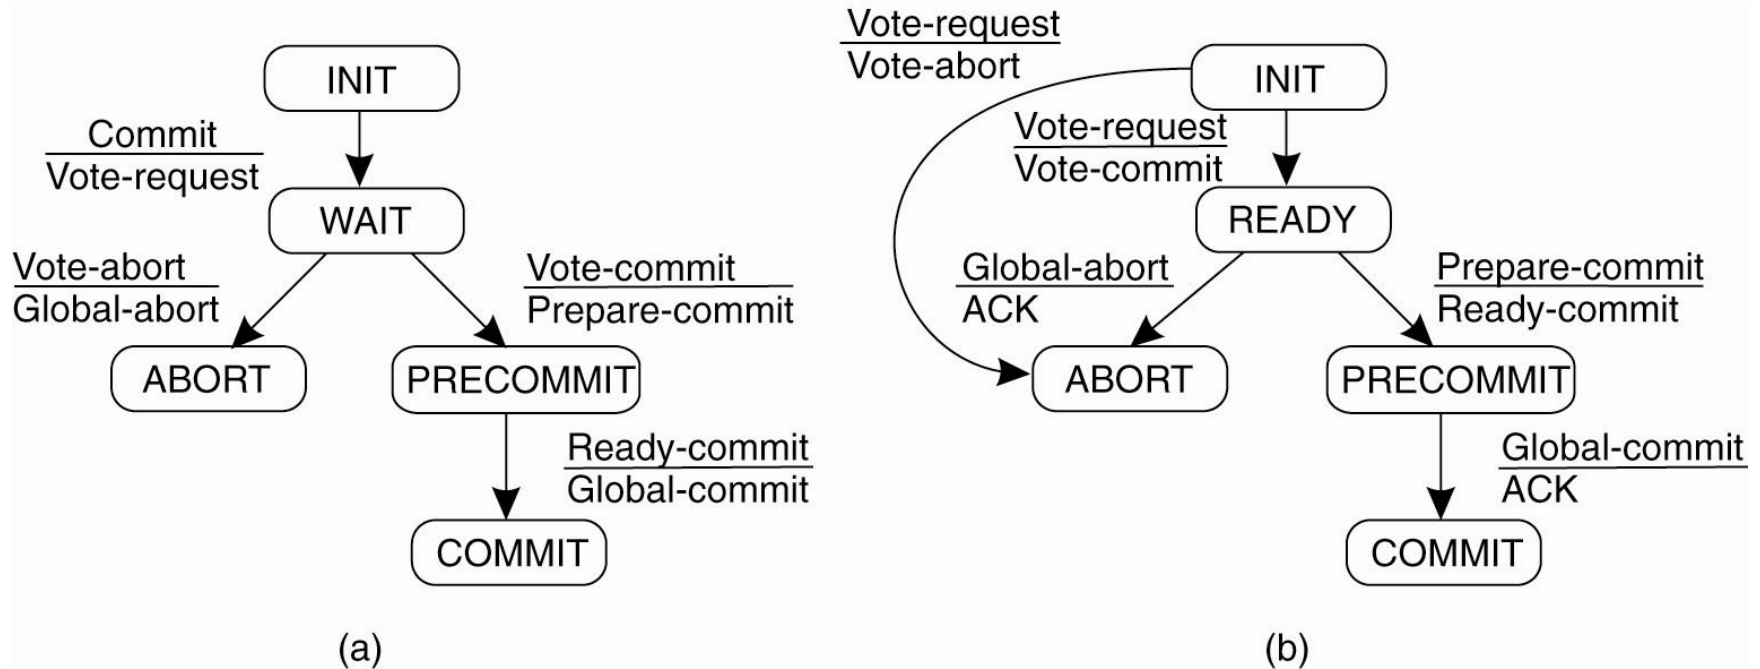 INIT
Commit
Vote-request
WAIT
Vote-abort
Global-abort
Vote-commit
Prepare-commit
ABORT
PRECOMMIT
Ready-commit
Global-commit
COMMIT
(a)
Vote-request
Vote-abort
INIT
Vote-request
Vote-commit
READY
Global-abort
ACK
Prepare-commit
Ready-commit
ABORT
PRECOMMIT
Global-commit
ACK
COMMIT
(b)